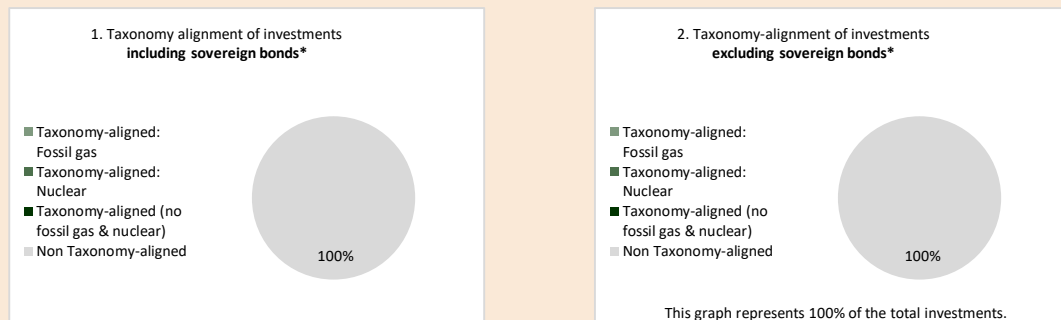 1. Taxonomy alignment of investments
including sovereign bonds*
Taxonomy-aligned:
Fossil gas
Taxonomy-aligned:
Nuclear
Taxonomy-aligned (no
fossil gas & nuclear)
Non Taxonomy-aligned
100%
2. Taxonomy-alignment of investments
excluding sovereign bonds*
Taxonomy-aligned:
Fossil gas
Taxonomy-aligned:
Nuclear
Taxonomy-aligned (no
fossil gas & nuclear)
Non Taxonomy-aligned
100%
This graph represents 100% of the total investments.